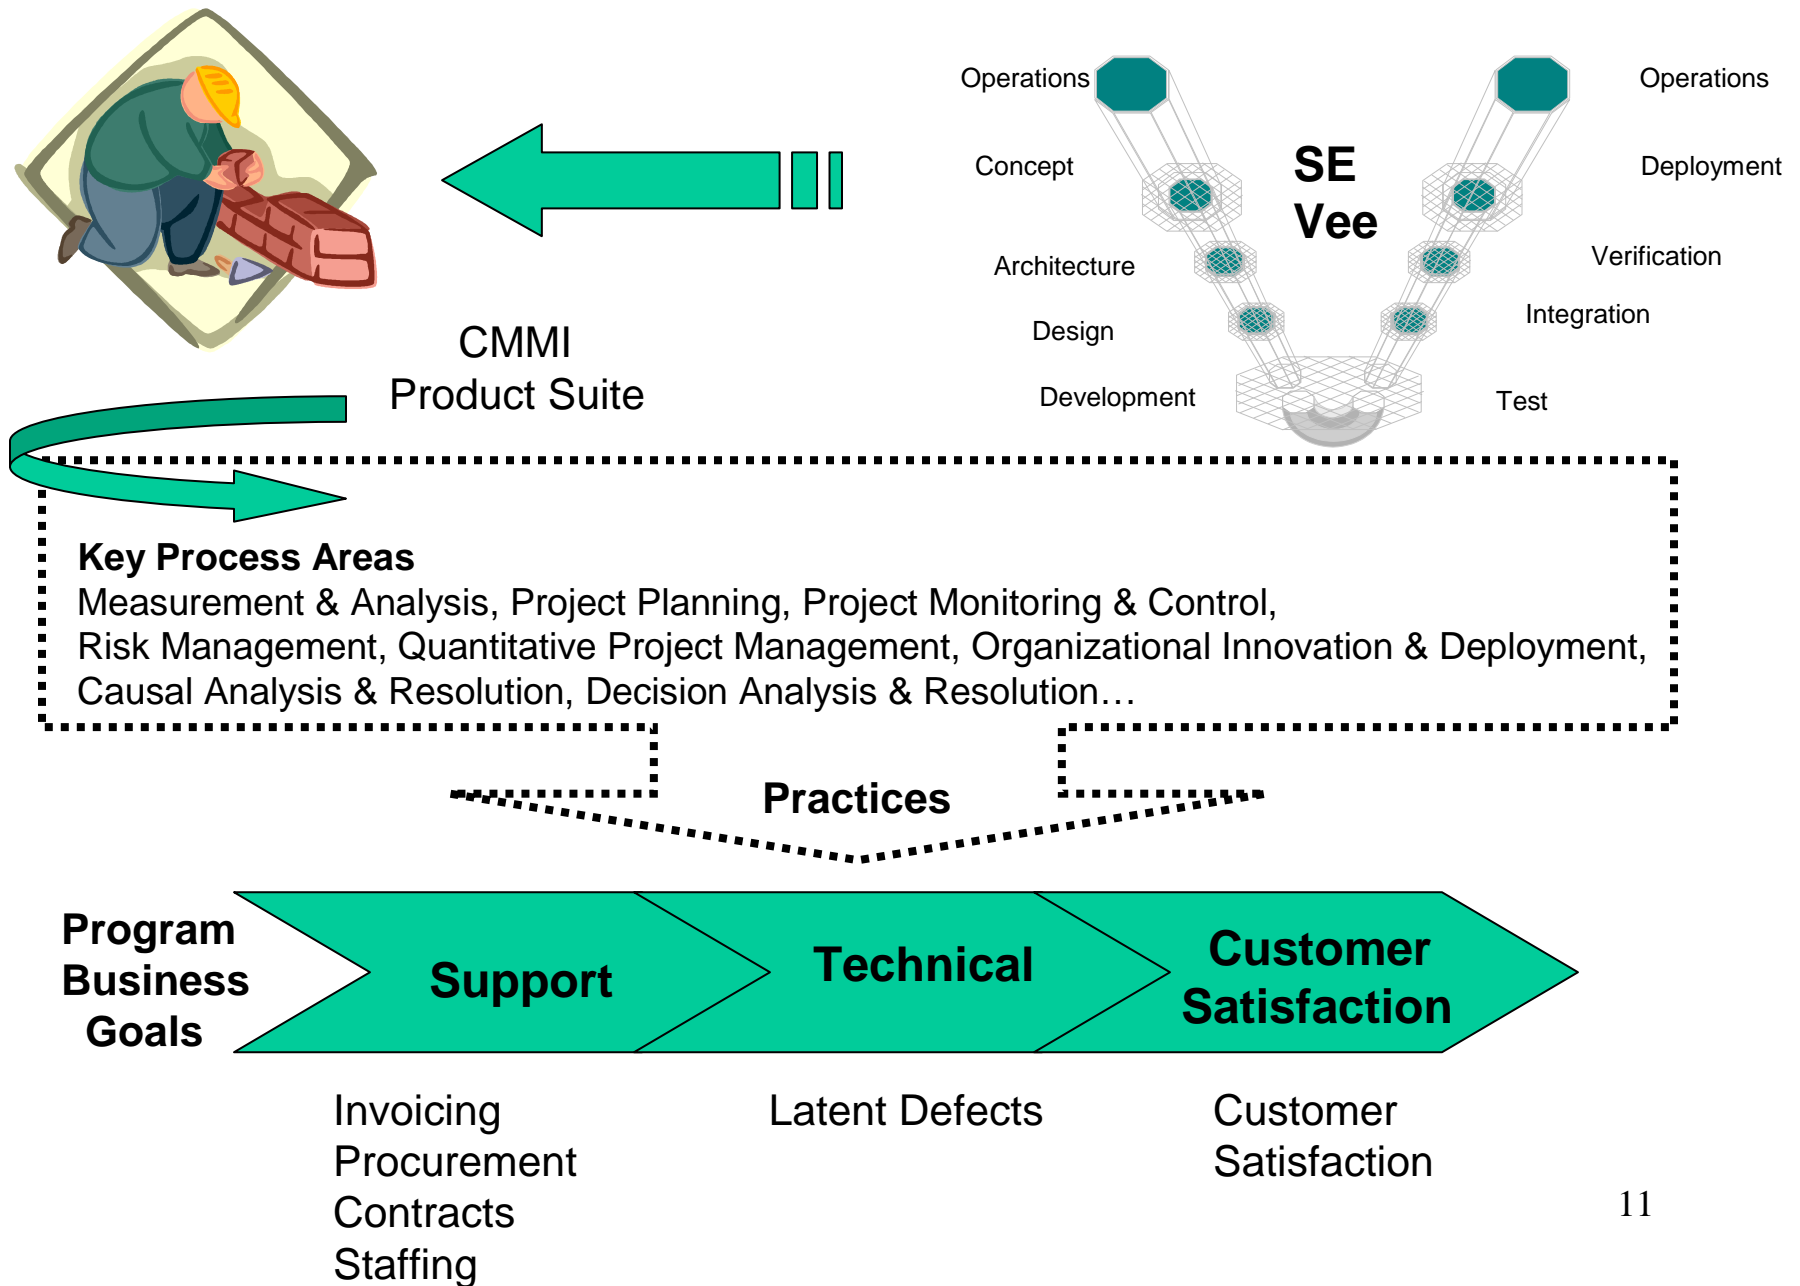 Operations
Operations
SE
Vee
Concept
Deployment
Architecture
Verification
Design
Integration
Development
Test
CMMI
Product Suite
Key Process Areas
Measurement & Analysis, Project Planning, Project Monitoring & Control,
Risk Management, Quantitative Project Management, Organizational Innovation & Deployment,
Causal Analysis & Resolution, Decision Analysis & Resolution…
Practices
Program
Business
Goals
Support
Technical
Customer
Satisfaction
Invoicing
Procurement
Contracts
Staffing
Latent Defects
Customer
Satisfaction
11